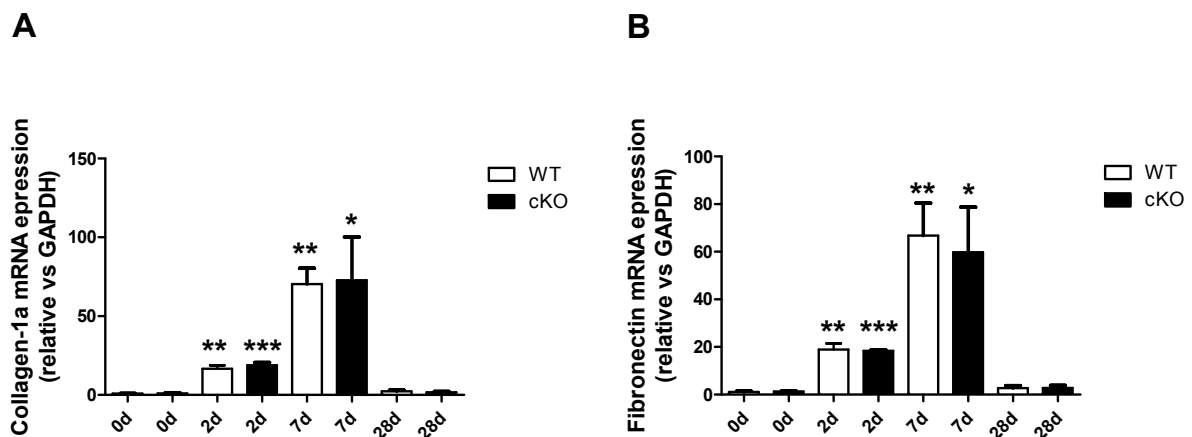 A
Collagen-1a mRNA epression
(relative vs GAPDH)
150
100
50
0
** *** ** *
0d 0d 2d 2d 7d 7d 28d 28d
WT
cKO
B
Fibronectin mRNA epression
(relative vs GAPDH)
100
80
60
40
20
0
** *** ** *
0d 0d 2d 2d 7d 7d 28d 28d
WT
cKO